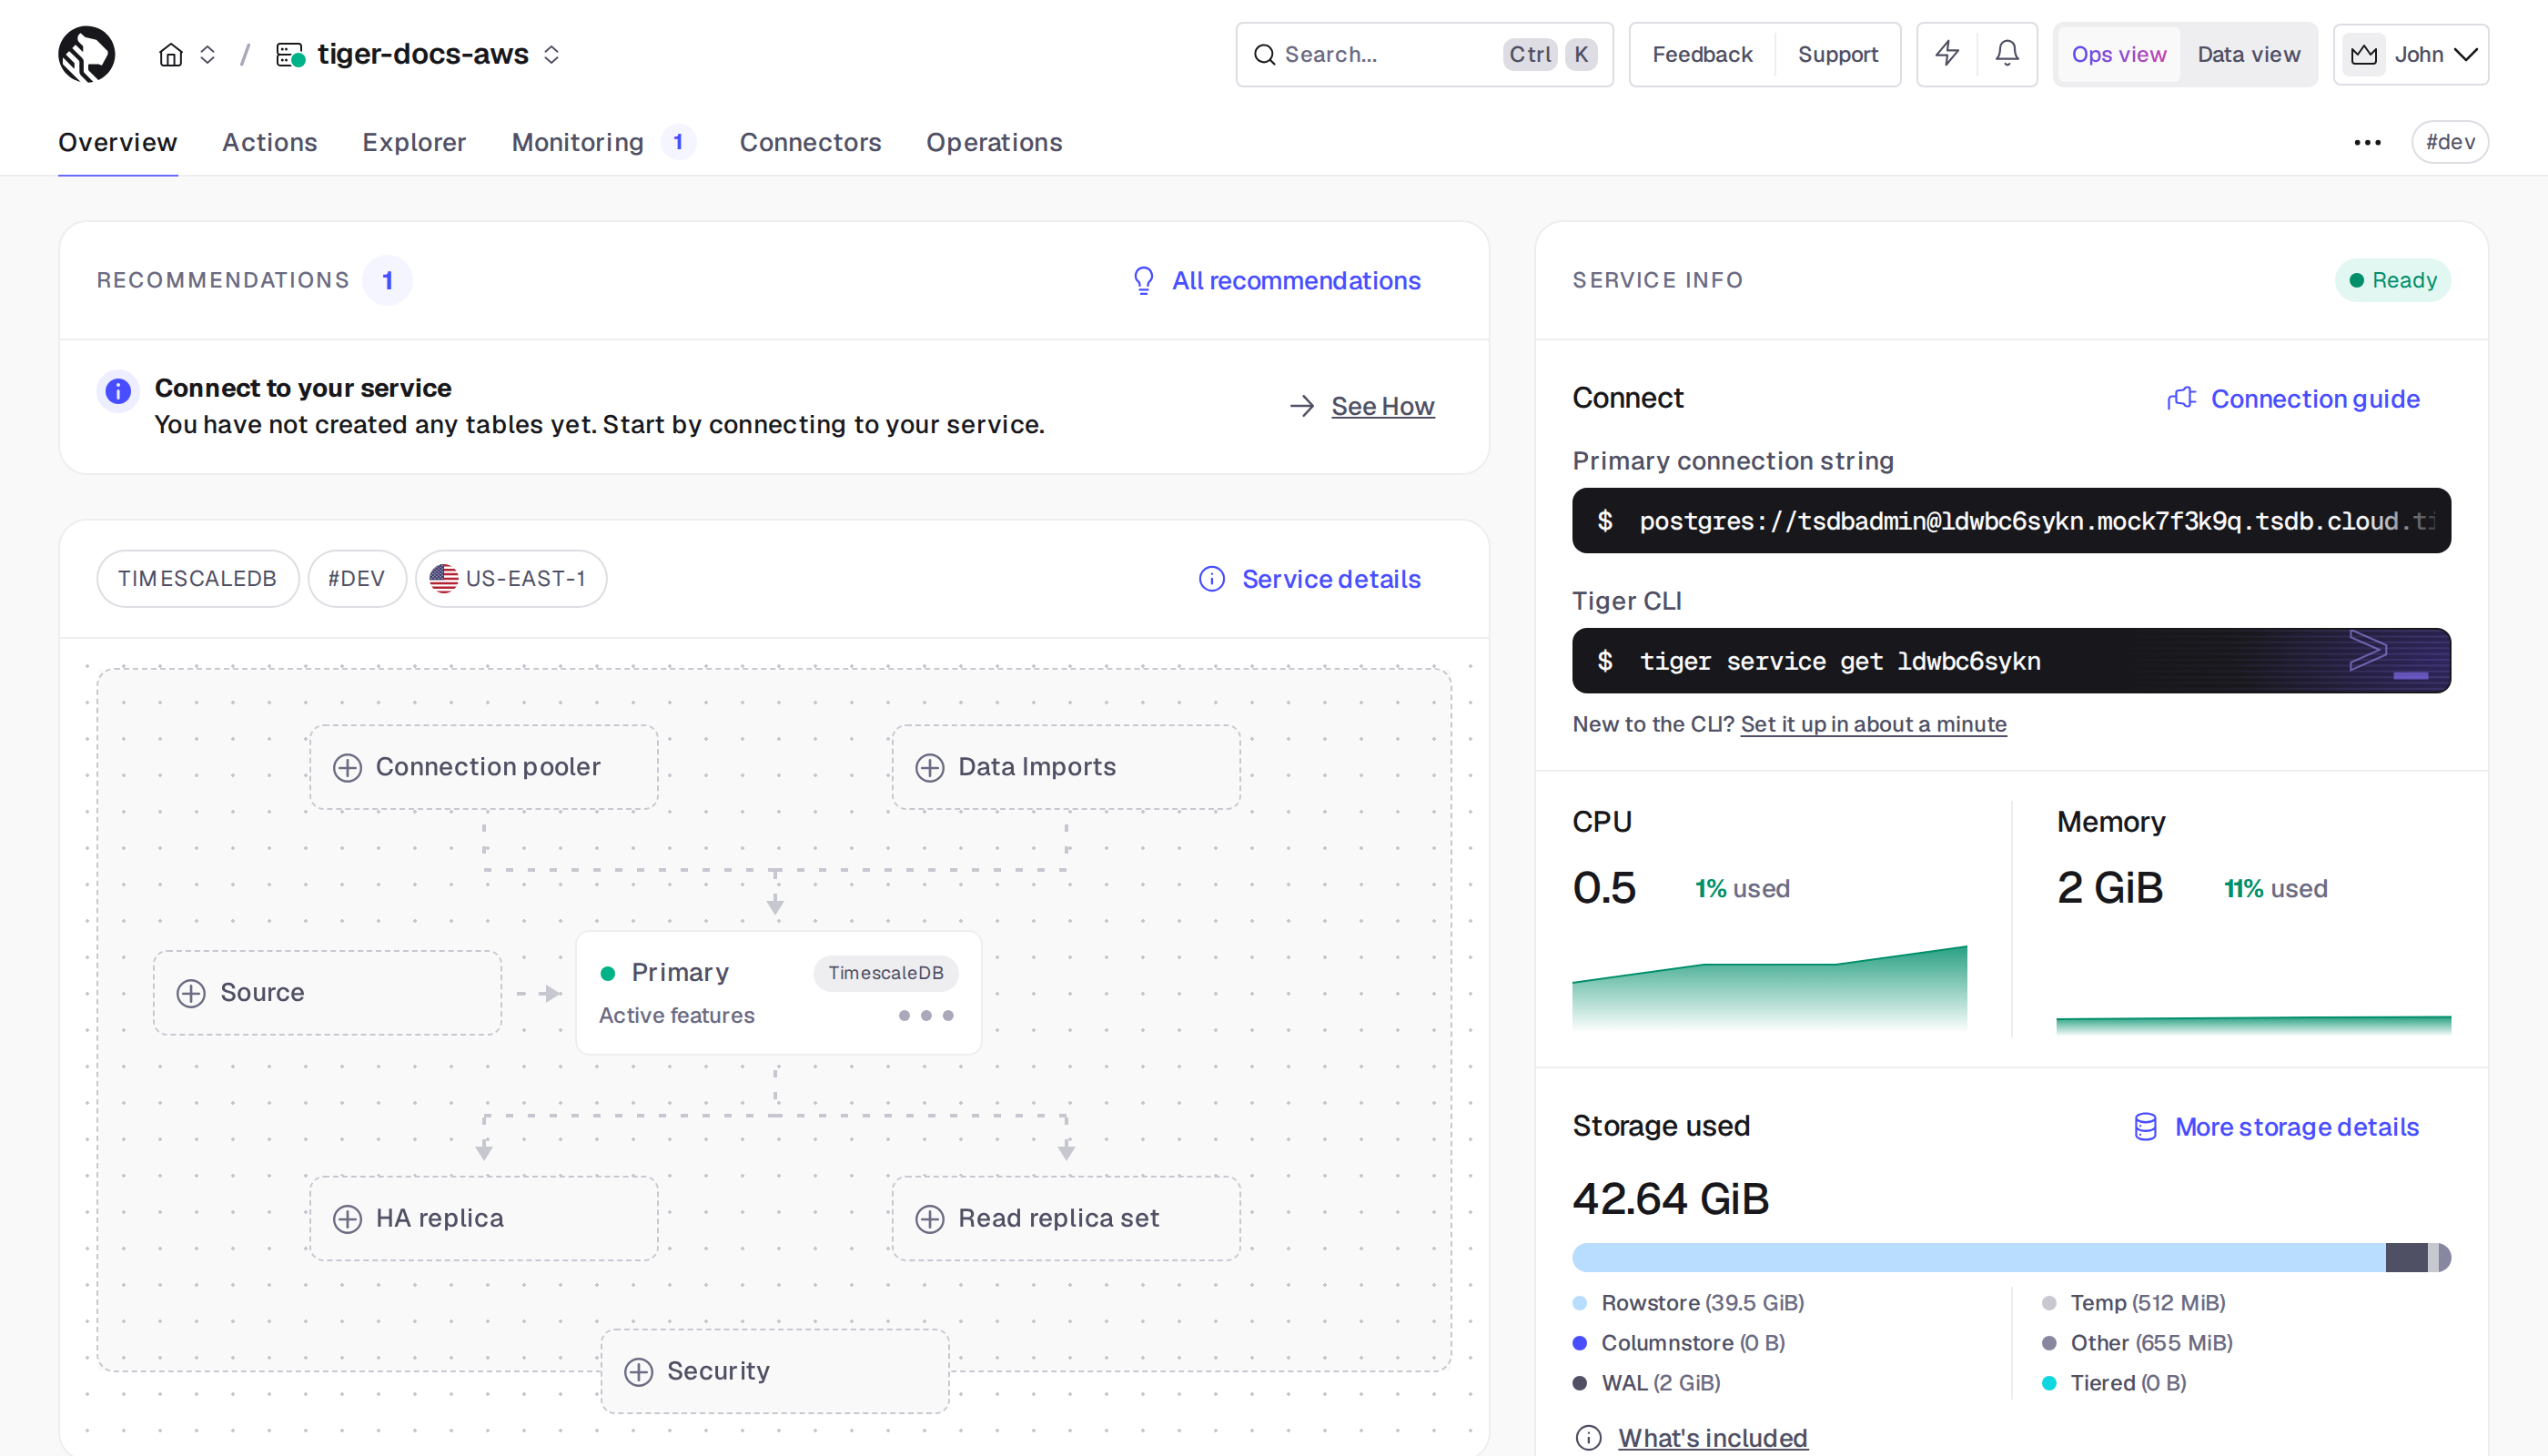 tiger-docs-aws
Search...
Ctrl K
Feedback
Support
Ops view
Data view
John
Overview
Actions
Explorer
Monitoring 1
Connectors
Operations
#dev
RECOMMENDATIONS 1
All recommendations
Connect to your service
You have not created any tables yet. Start by connecting to your service.
See How
TIMESCALEDB
#DEV
US-EAST-1
Service details
Connection pooler
Data Imports
Source
Primary
TimescaleDB
Active features
HA replica
Read replica set
Security
SERVICE INFO
Ready
Connect
Connection guide
Primary connection string
$ postgres://tsdbadmin@ldwbc6sykn.mock7f3k9q.tsdb.cloud.ti
Tiger CLI
$ tiger service get ldwbc6sykn
New to the CLI? Set it up in about a minute
CPU
0.5
1% used
Memory
2 GiB
11% used
Storage used
More storage details
42.64 GiB
Rowstore (39.5 GiB)
Columnstore (0 B)
WAL (2 GiB)
Temp (512 MiB)
Other (655 MiB)
Tiered (0 B)
What's included